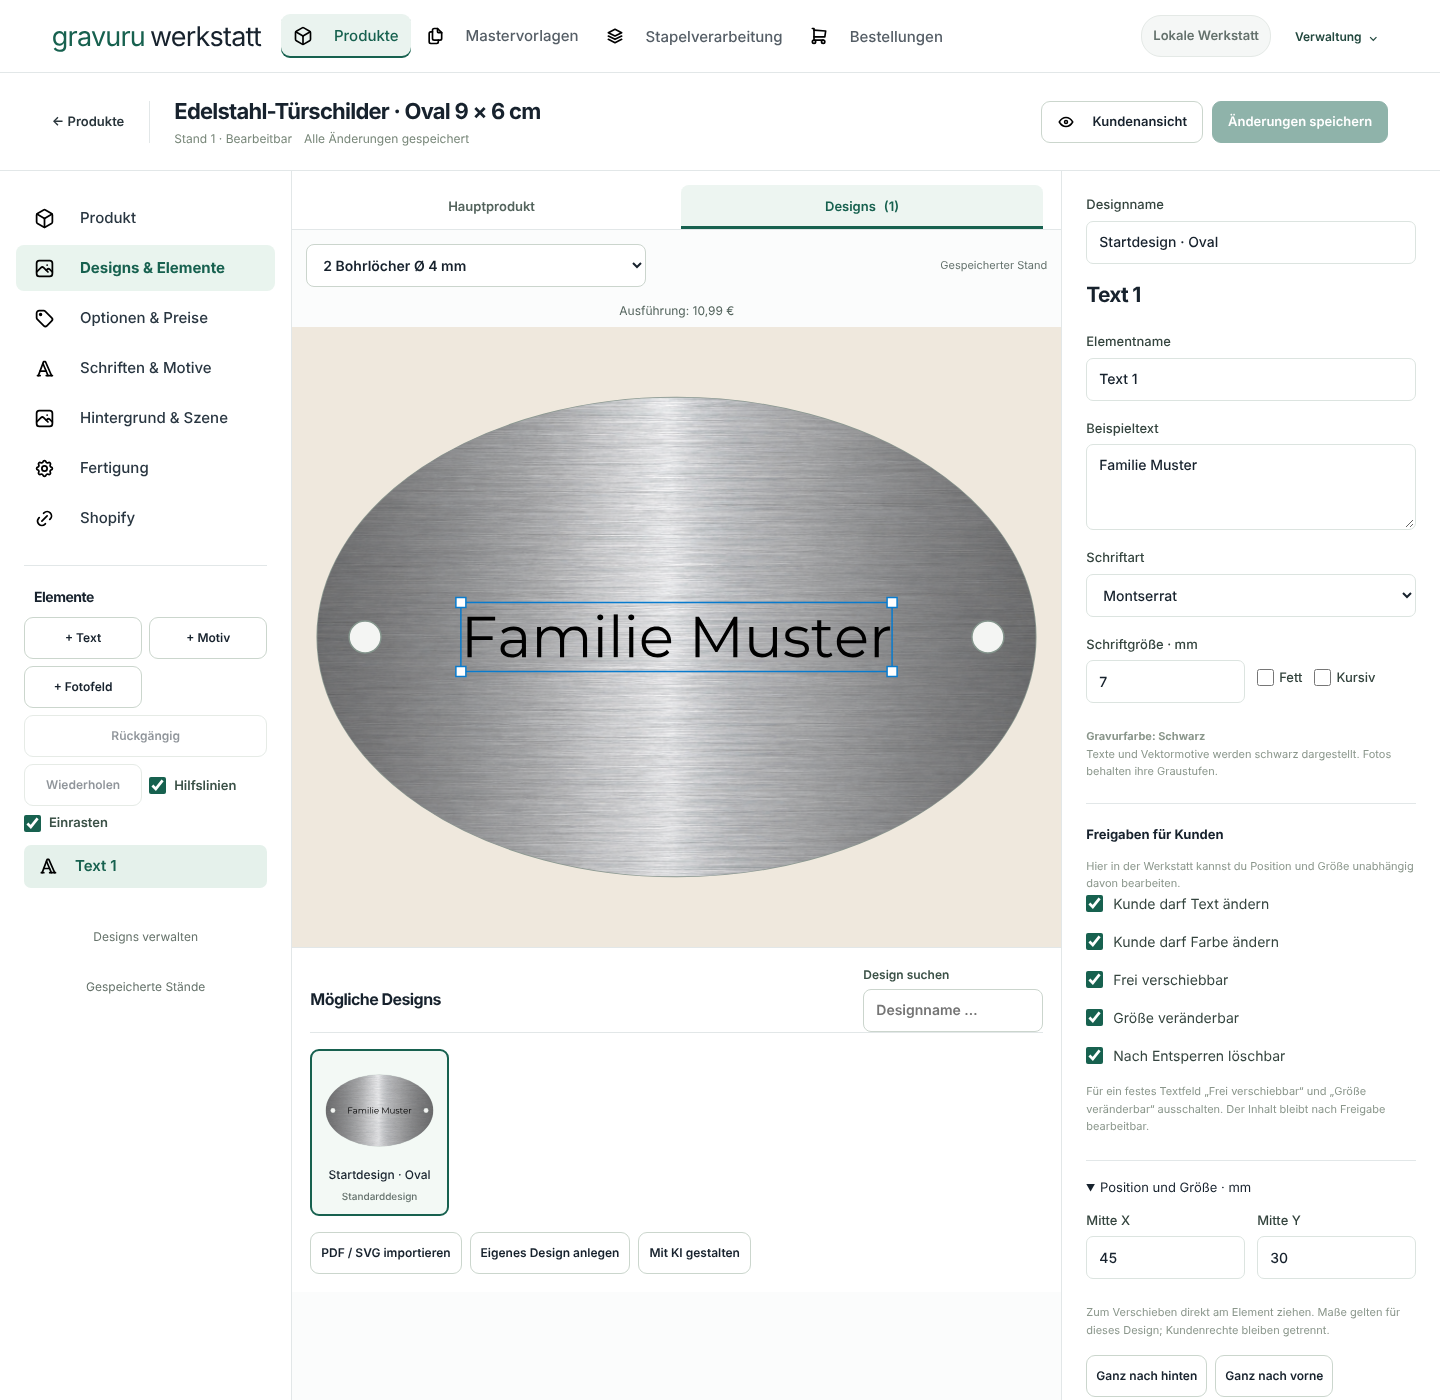 gravuru werkstatt
Produkte
Mastervorlagen
Stapelverarbeitung
Bestellungen
Lokale Werkstatt
Verwaltung
← Produkte
Edelstahl-Türschilder · Oval 9 × 6 cm
Stand 1 · Bearbeitbar Alle Änderungen gespeichert
Kundenansicht
Änderungen speichern
Produkt
Designs & Elemente
Optionen & Preise
Schriften & Motive
Hintergrund & Szene
Fertigung
Shopify
Elemente
+ Text
+ Motiv
+ Fotofeld
Rückgängig
Wiederholen
Hilfslinien
Einrasten
Text 1
Designs verwalten
Gespeicherte Stände
Hauptprodukt
Designs (1)
2 Bohrlöcher Ø 4 mm
Gespeicherter Stand
Ausführung: 10,99 €
Familie Muster
Mögliche Designs
Design suchen
Designname ...
Familie Muster
Startdesign · Oval
Standarddesign
PDF / SVG importieren
Eigenes Design anlegen
Mit KI gestalten
Designname
Startdesign · Oval
Text 1
Elementname
Text 1
Beispieltext
Familie Muster
Schriftart
Montserrat
Schriftgröße · mm
7
Fett
Kursiv
Gravurfarbe: Schwarz
Texte und Vektormotive werden schwarz dargestellt. Fotos
behalten ihre Graustufen.
Freigaben für Kunden
Hier in der Werkstatt kannst du Position und Größe unabhängig
davon bearbeiten.
Kunde darf Text ändern
Kunde darf Farbe ändern
Frei verschiebbar
Größe veränderbar
Nach Entsperren löschbar
Für ein festes Textfeld „Frei verschiebbar“ und „Größe
veränderbar“ ausschalten. Der Inhalt bleibt nach Freigabe
bearbeitbar.
▼ Position und Größe · mm
Mitte X
Mitte Y
45
30
Zum Verschieben direkt am Element ziehen. Maße gelten für
dieses Design; Kundenrechte bleiben getrennt.
Ganz nach hinten
Ganz nach vorne